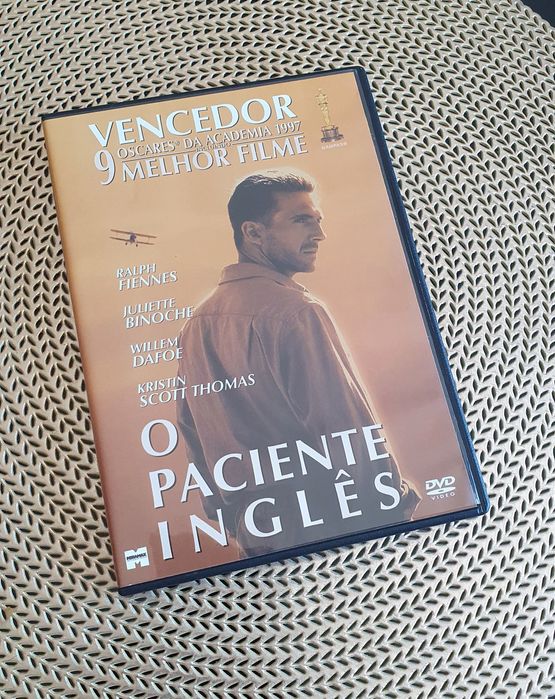 VENCEDOR
9 OSCARES® DA ACADEMIA 1997
MELHOR FILME
RALPH
FIENNES
JULIETTE
BINOCHE
WILLEM
DAFOE
KRISTIN
SCOTT THOMAS
O
PACIENTE
INGLÊS
DVD
VIDEO
MIRAMAX